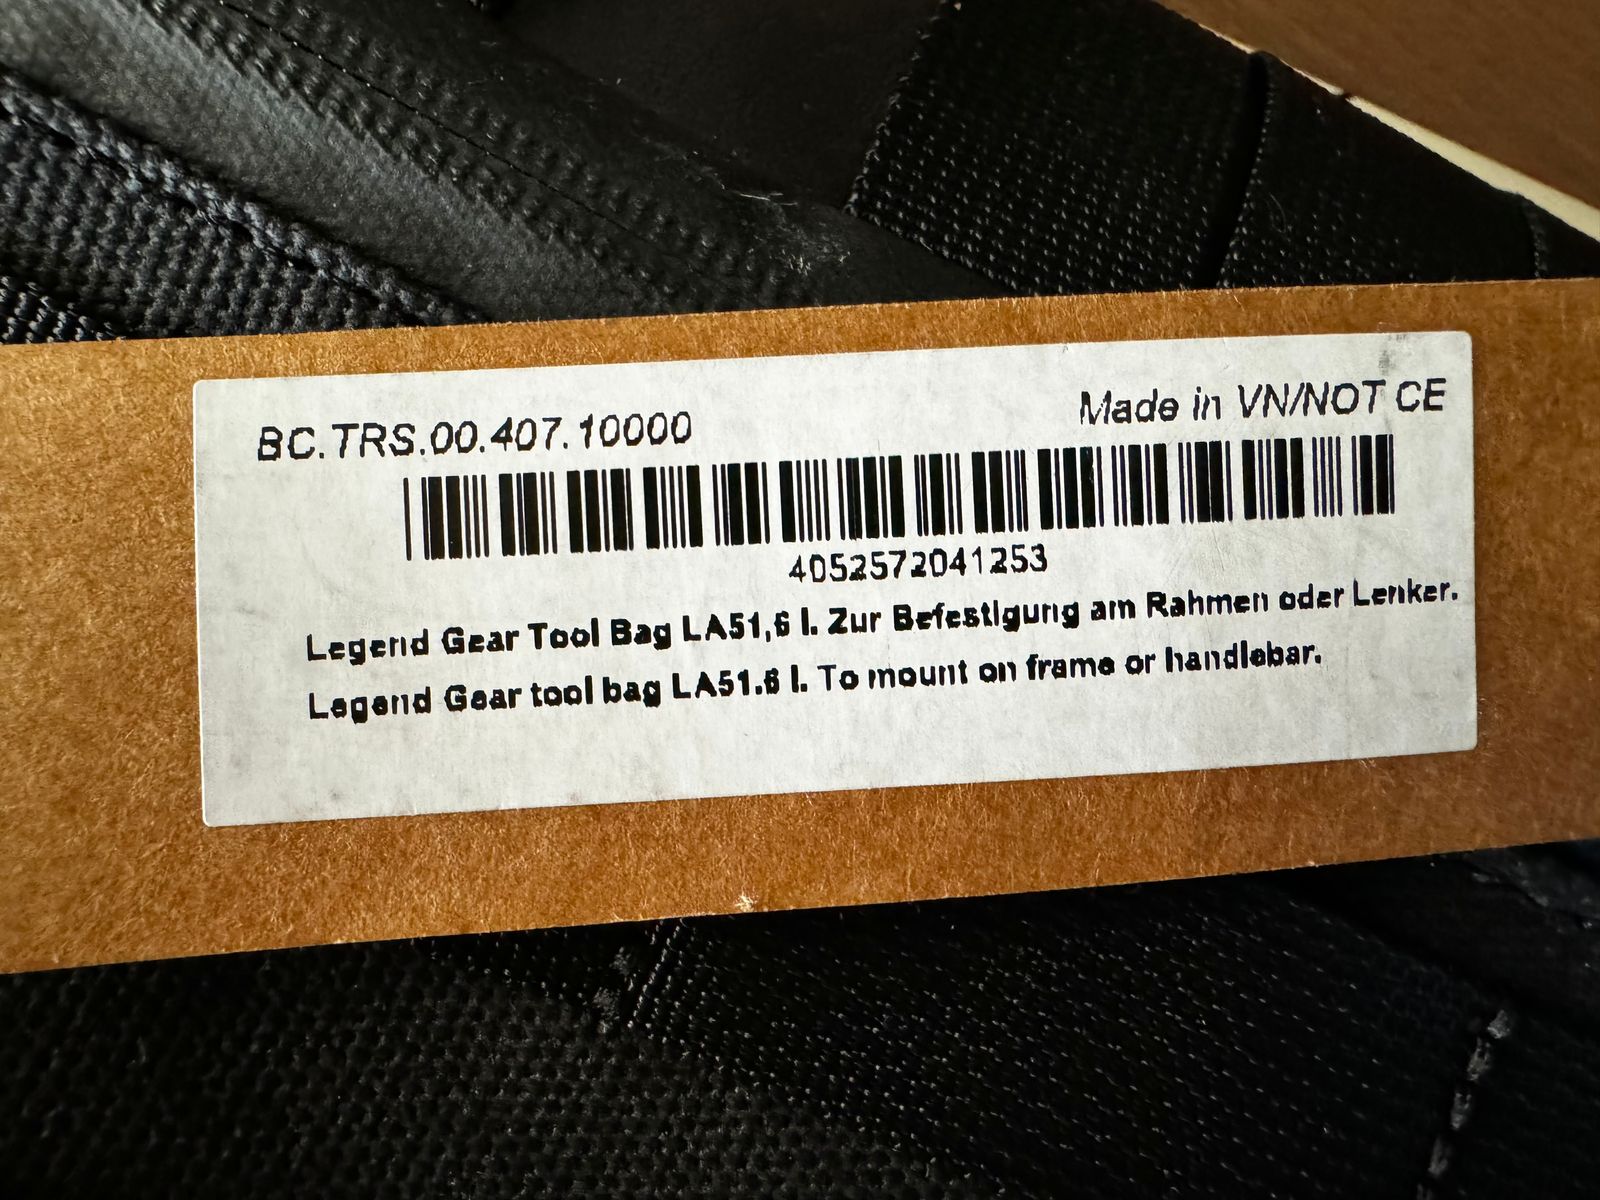 BC.TRS.00.407.10000
Made in VN/NOT CE
4052572041253
Legend Gear Tool Bag LA51,6 l. Zur Befestigung am Rahmen oder Lenker.
Legend Gear tool bag LA51.6 l. To mount on frame or handlebar.